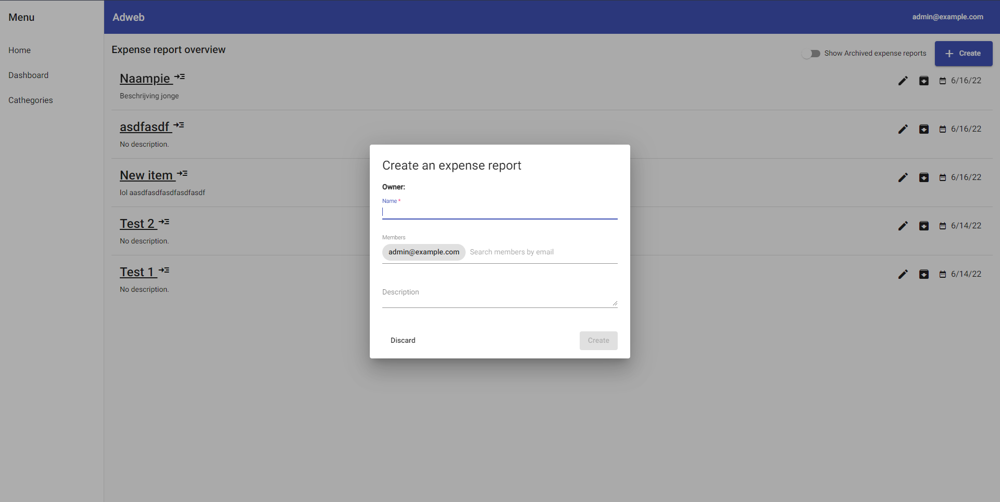 Menu
Home
Dashboard
Cathegories
Adweb
admin@example.com
Expense report overview
Show Archived expense reports
Create
Naampie
Beschrijving jonge
6/16/22
asdfasdf
No description.
6/16/22
New item
lol aasdfasdfasdfasdfasdf
6/16/22
Test 2
No description.
6/14/22
Test 1
No description.
6/14/22
Create an expense report
Owner:
Name *
Members
admin@example.com Search members by email
Description
Discard
Create